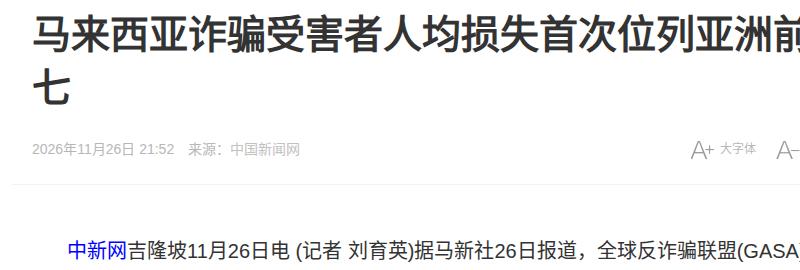 马来西亚诈骗受害者人均损失首次位列亚洲前
七
2026年11月26日 21:52 来源：中国新闻网 A+ 大字体 A-
中新网吉隆坡11月26日电 (记者 刘育英)据马新社26日报道，全球反诈骗联盟(GASA)